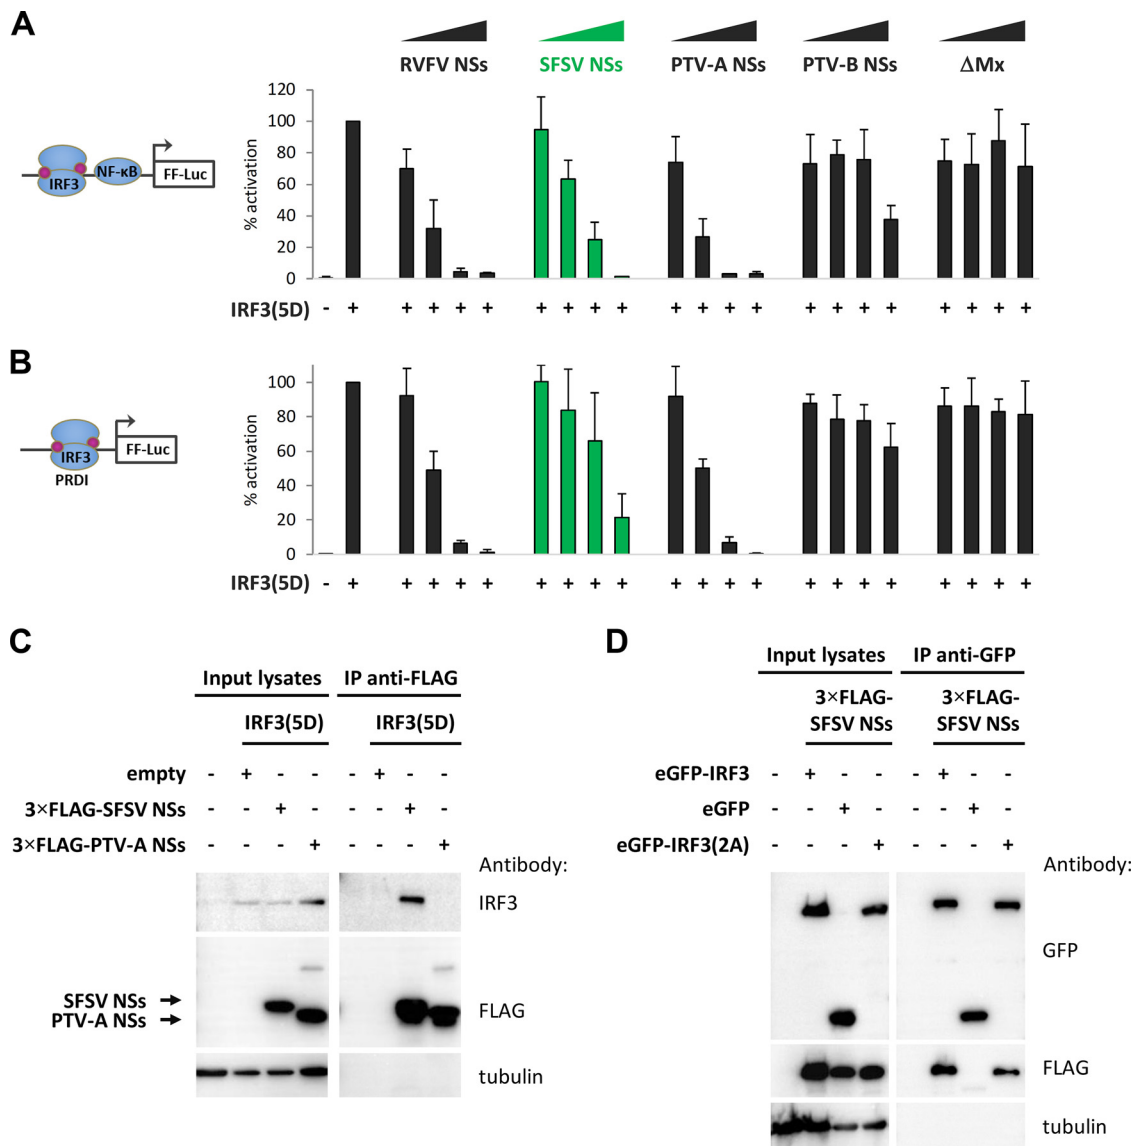 A
RVFV NSs SFSV NSs PTV-A NSs PTV-B NSs ΔMx
IRF3 NF-κB FF-Luc
% activation
120
100
80
60
40
20
0
IRF3(5D) - + + + + + + + + + + + + + + + + + + + + +
B
IRF3 FF-Luc
PRDI
% activation
100
80
60
40
20
0
IRF3(5D) - + + + + + + + + + + + + + + + + + + + + +
C
Input lysates IP anti-FLAG
IRF3(5D) IRF3(5D)
empty - + - - - + - -
3×FLAG-SFSV NSs - - + - - - + -
3×FLAG-PTV-A NSs - - - + - - - +
Antibody:
IRF3
SFSV NSs
PTV-A NSs
FLAG
tubulin
D
Input lysates IP anti-GFP
3×FLAG- 3×FLAG-
SFSV NSs SFSV NSs
eGFP-IRF3 - + - - - + - -
eGFP - - + - - - + -
eGFP-IRF3(2A) - - - + - - - +
Antibody:
GFP
FLAG
tubulin